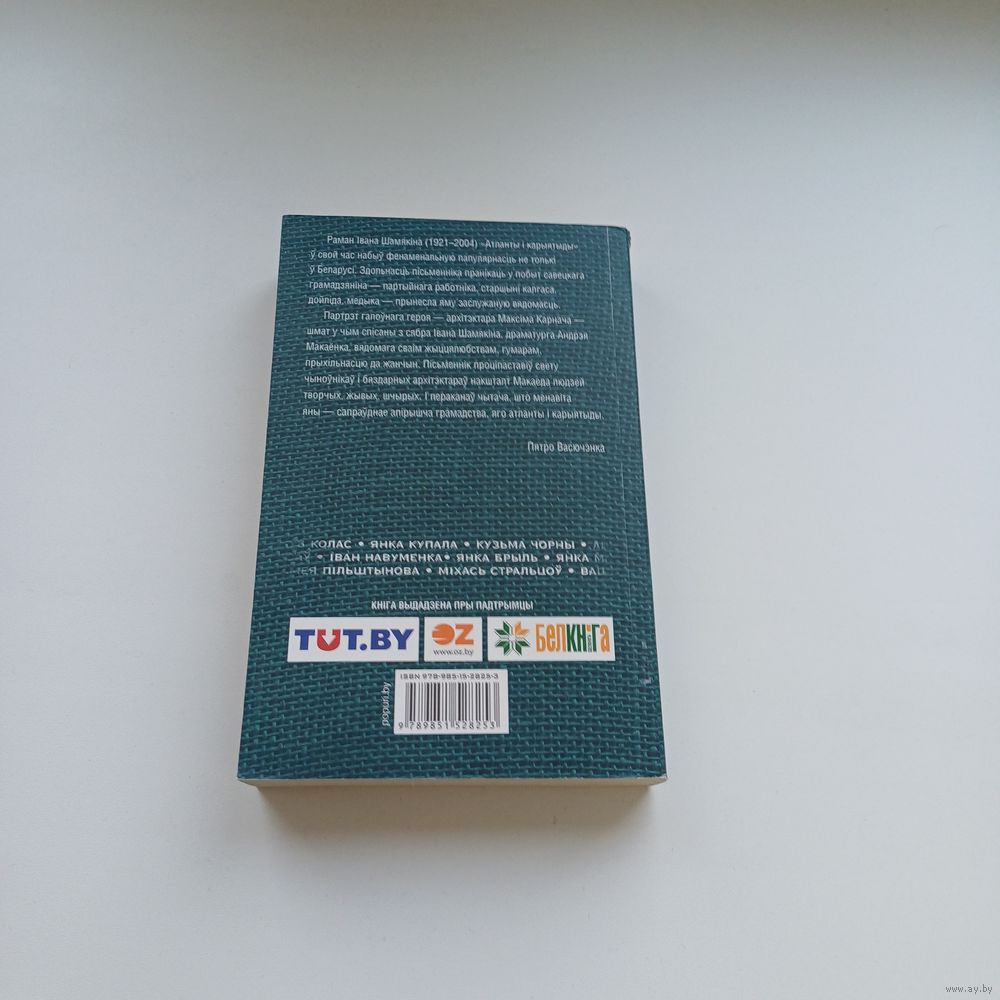 Раман Івана Шамякіна (1921–2004) «Атланты і карыятыды»
ў свой час набыў фенаменальную папулярнасць не толькі
ў Беларусі. Здольнасць пісьменніка пранікаць у побыт савецкага
грамадзяніна — партыйнага работніка, старшыні калгаса,
дойліда, медыка — прынесла яму заслужаную вядомасць.
Партрэт галоўнага героя — архітэктара Максіма Карнача —
шмат у чым спісаны з сябра Івана Шамякіна, драматурга Андрэя
Макаёнка, вядомага сваім жыццялюбствам, гумарам,
прыхільнасцю да жанчын. Пісьменнік проціпаставіў свету
чыноўнікаў і бяздарных архітэктараў накшталт Макаеда людзей
творчых, жывых, шчырых. І пераканаў чытача, што менавіта
яны — сапраўднае апірышча грамадства, яго атланты і карыятыды.
Пятро Васючэнка
КОЛАС • ЯНКА КУПАЛА • КУЗЬМА ЧОРНЫ •
• ІВАН НАВУМЕНКА • ЯНКА БРЫЛЬ • ЯНКА
ПІЛЬШТЫНОВА • МІХАСЬ СТРАЛЬЦОЎ •
КНІГА ВЫДАДЗЕНА ПРЫ ПАДТРЫМЦЫ
TUT.BY
OZ
www.oz.by
БЕЛКНІГА
popuri.by
ISBN 978-985-15-2825-3
9 789851 528253
www.ay.by